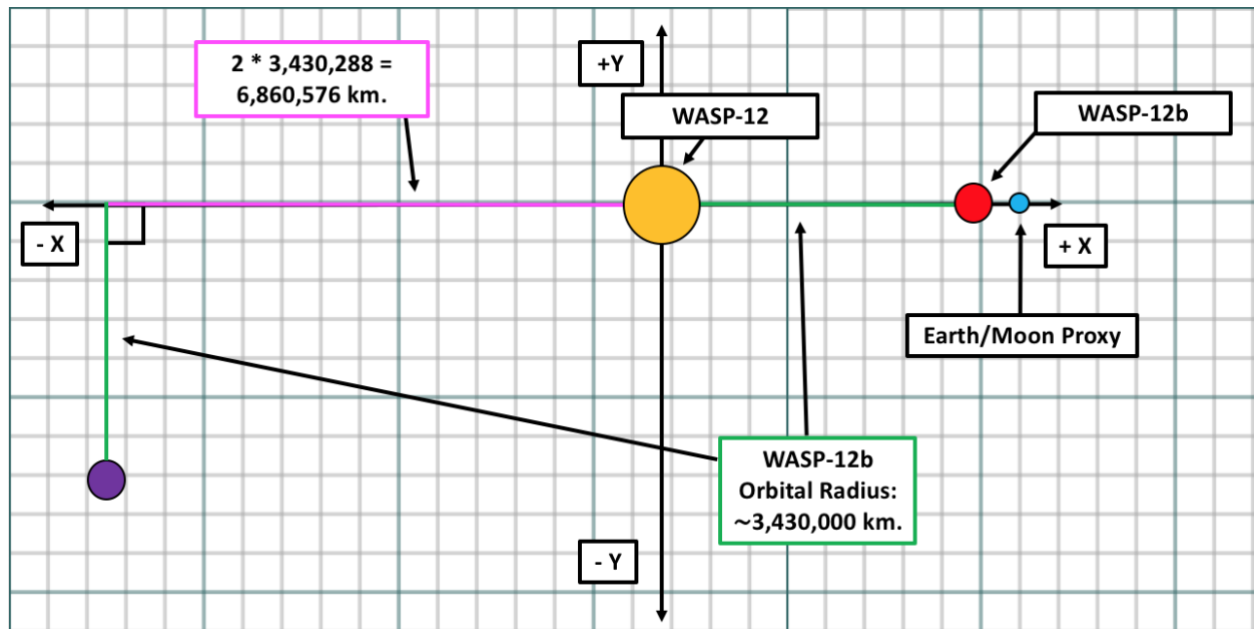 2 * 3,430,288 =
6,860,576 km.
+Y
WASP-12
WASP-12b
- X
+ X
Earth/Moon Proxy
WASP-12b
Orbital Radius:
~3,430,000 km.
- Y